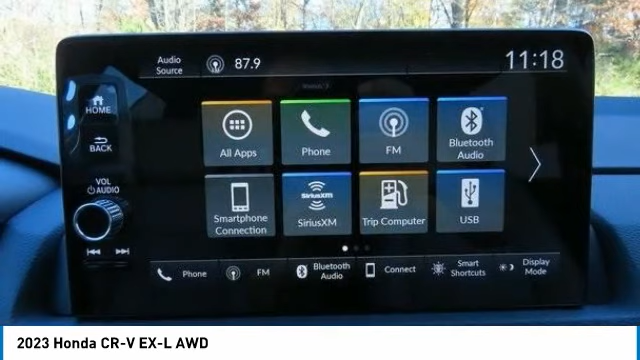 Audio
Source
87.9
11:18
HOME
BACK
VOL
AUDIO
All Apps
Phone
FM
Bluetooth
Audio
Smartphone
Connection
SiriusXM
SiriusXM
Trip Computer
USB
Phone
FM
Bluetooth
Audio
Connect
Smart
Shortcuts
Display
Mode
2023 Honda CR-V EX-L AWD